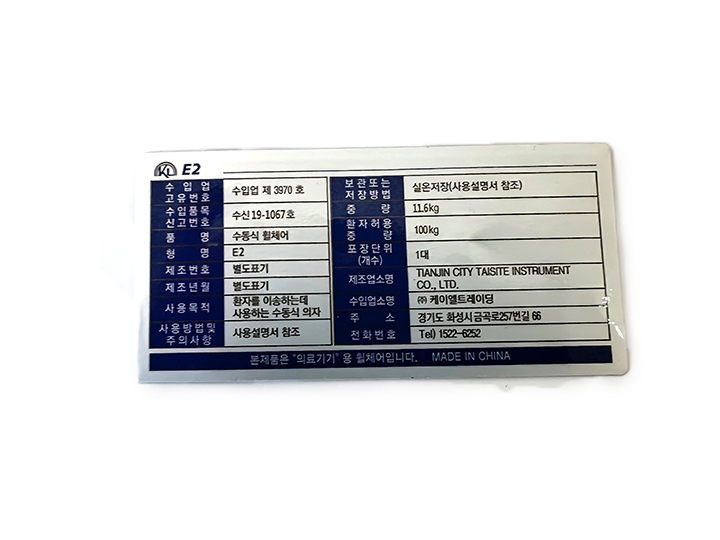 KL E2
수 입 업
고유번호
수입업 제 3970 호
수입품목
신고번호
수신 19-1067호
품 명
수동식 휠체어
형 명
E2
제조번호
별도표기
제조년월
별도표기
사용목적
환자를 이송하는데
사용하는 수동식 의자
사용방법및
주의사항
사용설명서 참조
보관또는
저장방법
실온저장(사용설명서 참조)
중 량
11.6kg
환자허용
중 량
100kg
포장단위
(개수)
1대
제조업소명
TIANJIN CITY TAISITE INSTRUMENT
CO., LTD.
수입업소명
㈜ 케이엘트레이딩
주 소
경기도 화성시 금곡로257번길 66
전화번호
Tel) 1522-6252
본제품은 "의료기기" 용 휠체어입니다. MADE IN CHINA